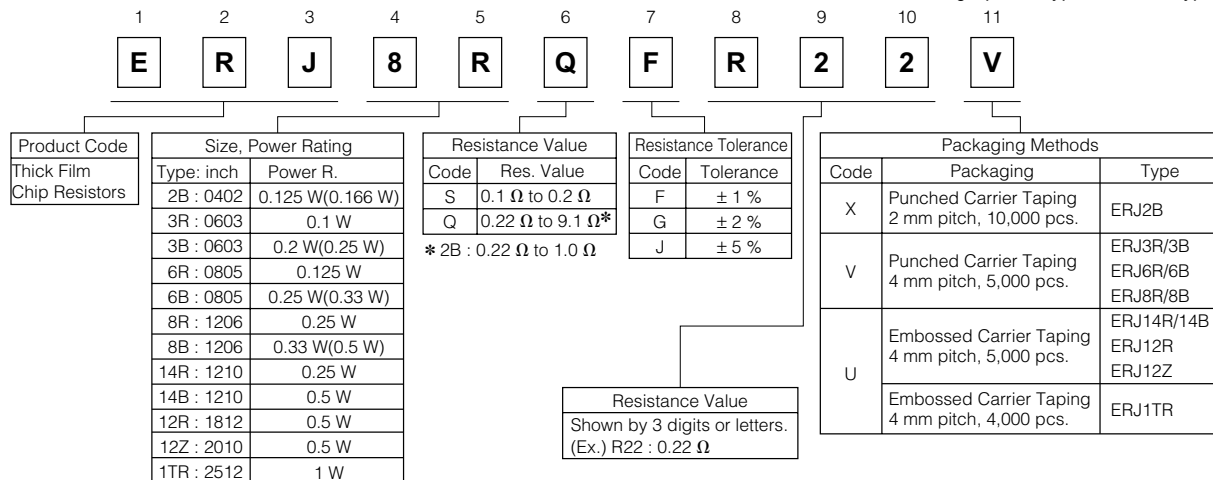 1 2 3 4 5 6 7 8 9 10 11
E R J 8 R Q F R 2 2 V
Product Code
Thick Film
Chip Resistors
Size, Power Rating
Type: inch Power R.
2B : 0402 0.125 W(0.166 W)
3R : 0603 0.1 W
3B : 0603 0.2 W(0.25 W)
6R : 0805 0.125 W
6B : 0805 0.25 W(0.33 W)
8R : 1206 0.25 W
8B : 1206 0.33 W(0.5 W)
14R : 1210 0.25 W
14B : 1210 0.5 W
12R : 1812 0.5 W
12Z : 2010 0.5 W
1TR : 2512 1 W
Resistance Value
Code Res. Value
S 0.1 Ω to 0.2 Ω
Q 0.22 Ω to 9.1 Ω*
* 2B : 0.22 Ω to 1.0 Ω
Resistance Tolerance
Code Tolerance
F ± 1 %
G ± 2 %
J ± 5 %
Resistance Value
Shown by 3 digits or letters.
(Ex.) R22 : 0.22 Ω
Packaging Methods
Code Packaging Type
X Punched Carrier Taping
2 mm pitch, 10,000 pcs.
ERJ2B
V Punched Carrier Taping
4 mm pitch, 5,000 pcs.
ERJ3R/3B
ERJ6R/6B
ERJ8R/8B
U Embossed Carrier Taping
4 mm pitch, 5,000 pcs.
ERJ14R/14B
ERJ12R
ERJ12Z
Embossed Carrier Taping
4 mm pitch, 4,000 pcs.
ERJ1TR